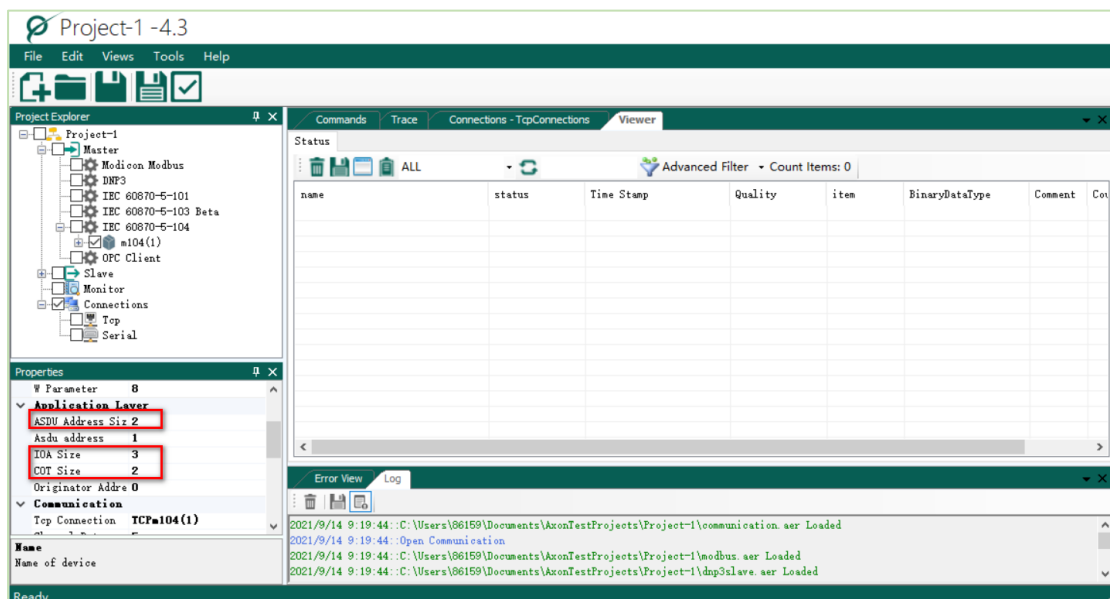 Project-1 -4.3
File Edit Views Tools Help
Project Explorer
Project-1
Master
Modicon Modbus
DNP3
IEC 60870-5-101
IEC 60870-5-103 Beta
IEC 60870-5-104
m104(1)
OPC Client
Slave
Monitor
Connections
Tcp
Serial
Properties
W Parameter 8
Application Layer
ASDU Address Siz 2
Asdu address 1
IOA Size 3
COT Size 2
Originator Addre 0
Communication
Tcp Connection TCPm104(1)
Name
Name of device
Commands Trace Connections - TcpConnections Viewer
Status
ALL Advanced Filter Count Items: 0
name status Time Stamp Quality item BinaryDataType Comment Cou
Error View Log
2021/9/14 9:19:44::C:\Users\86159\Documents\AxonTestProjects\Project-1\communication.aer Loaded
2021/9/14 9:19:44::Open Communication
2021/9/14 9:19:44::C:\Users\86159\Documents\AxonTestProjects\Project-1\modbus.aer Loaded
2021/9/14 9:19:44::C:\Users\86159\Documents\AxonTestProjects\Project-1\dnp3slave.aer Loaded
Ready